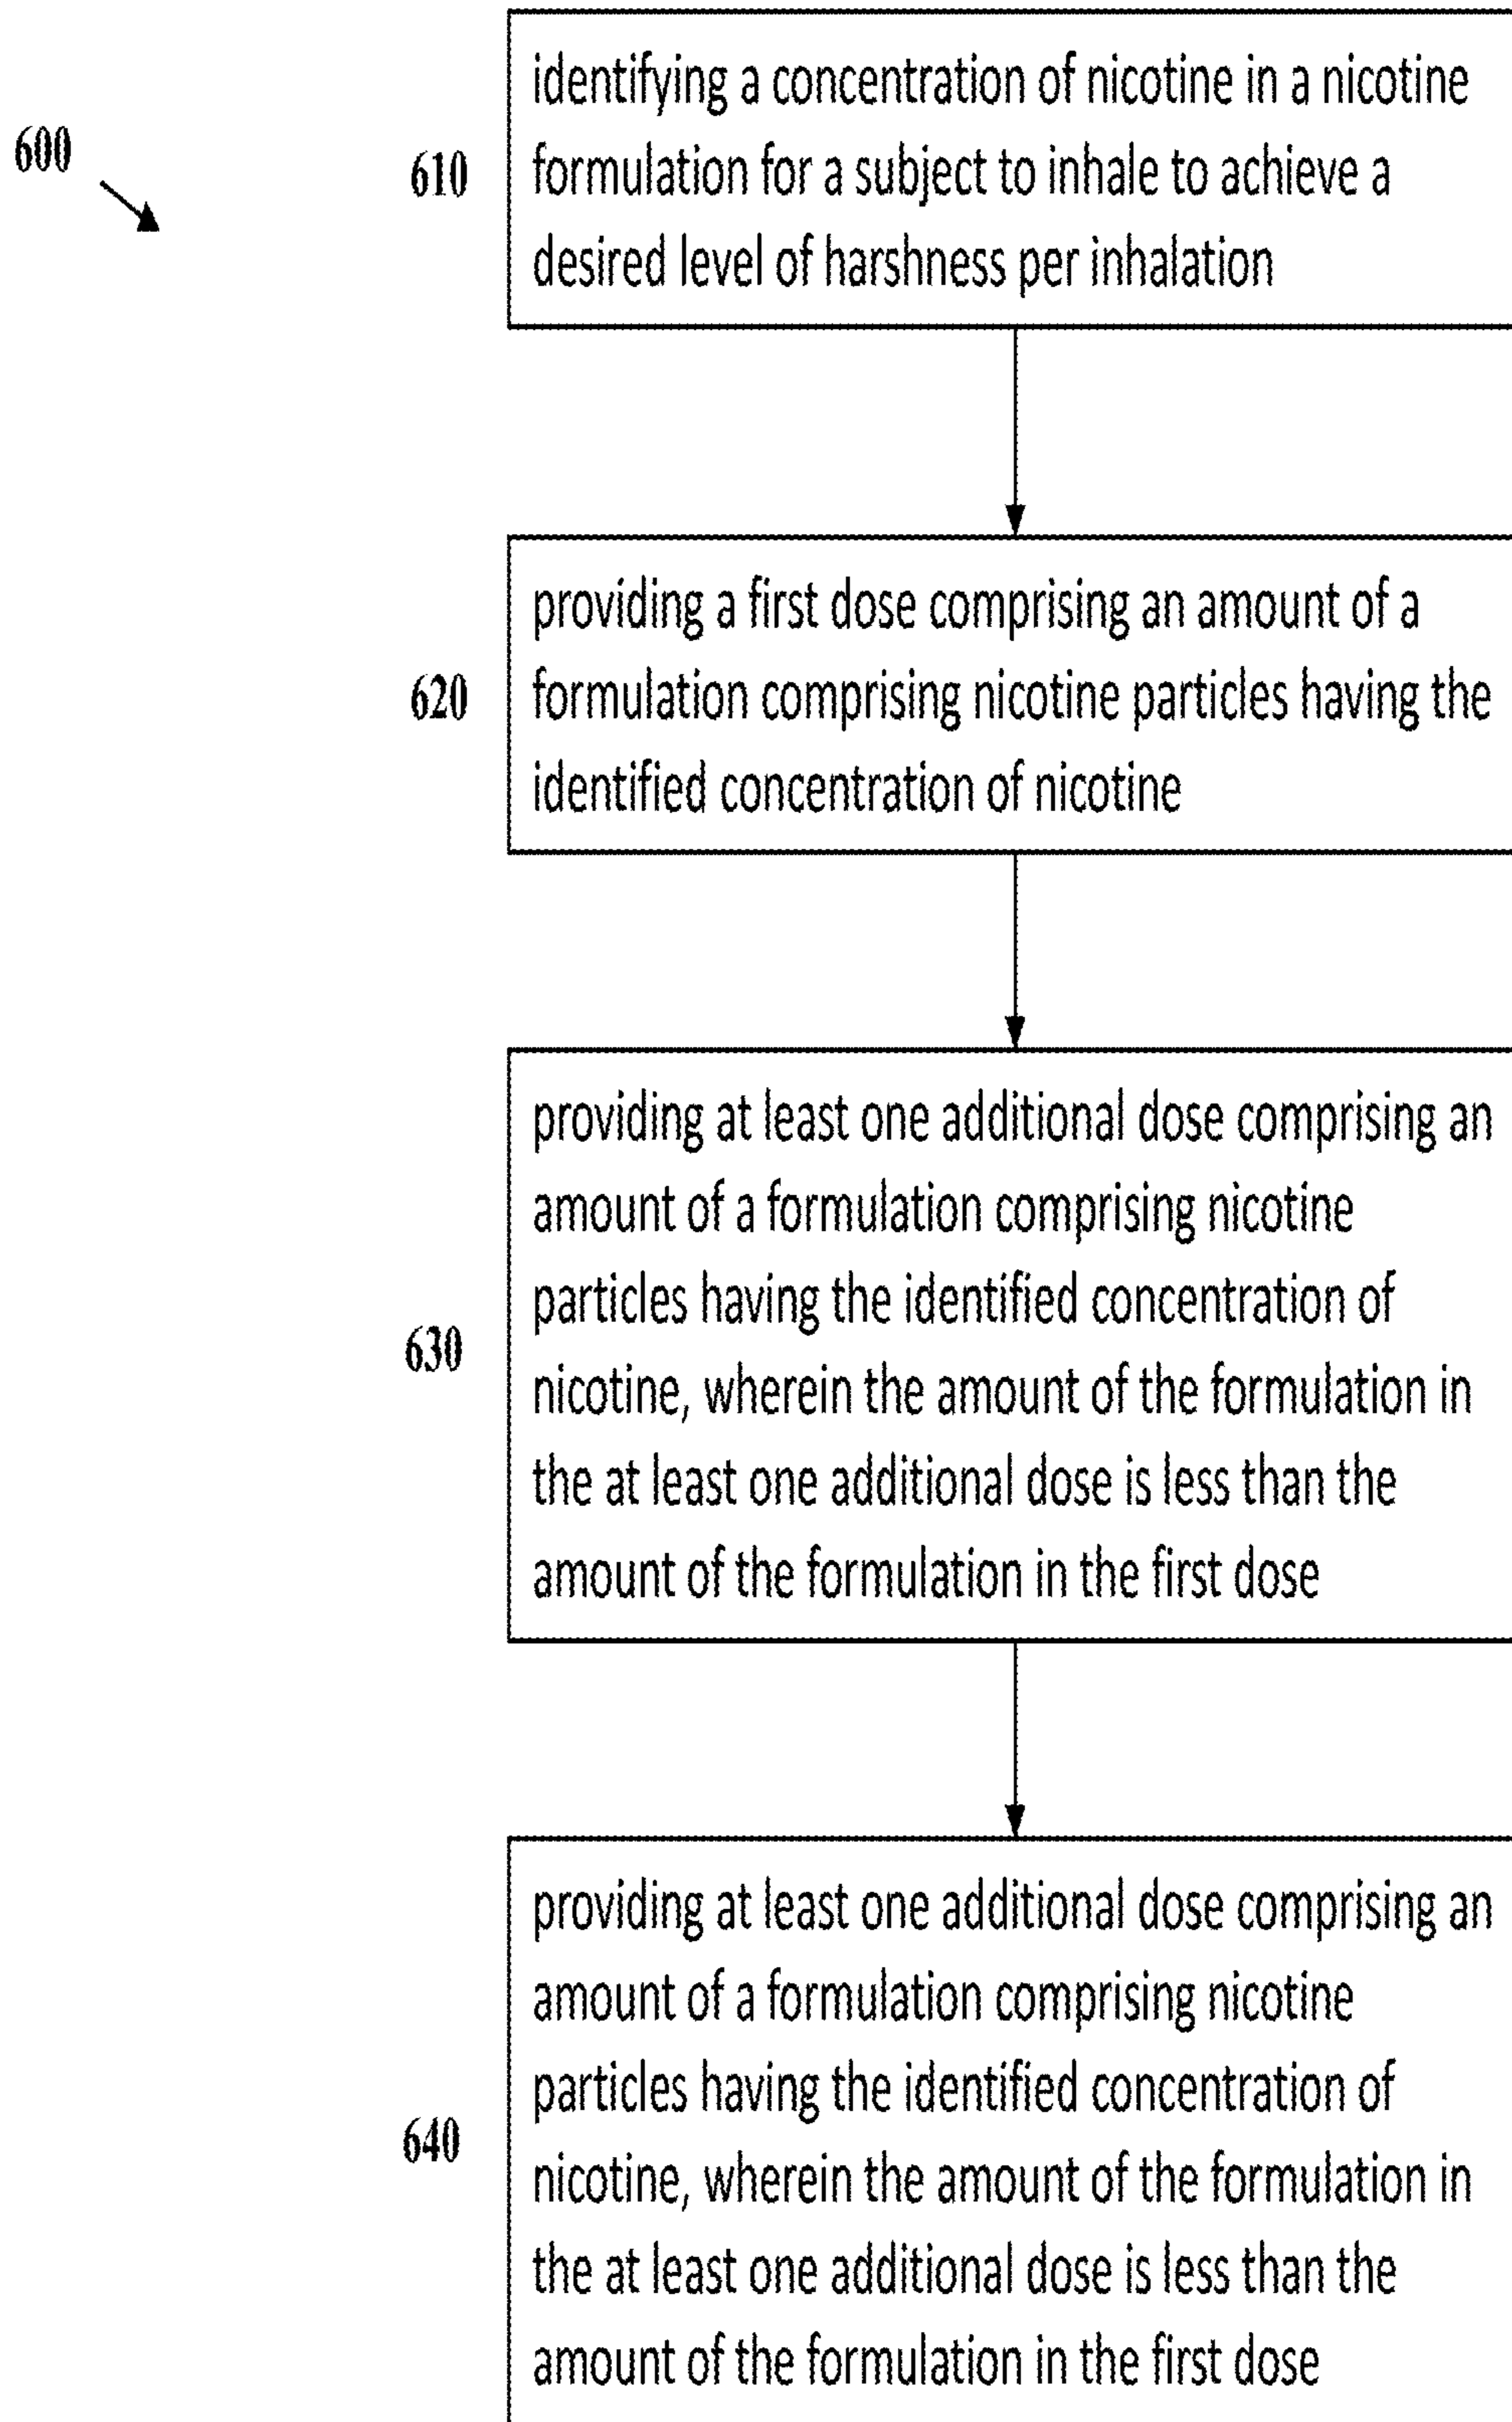 600
610
identifying a concentration of nicotine in a nicotine
formulation for a subject to inhale to achieve a
desired level of harshness per inhalation
620
providing a first dose comprising an amount of a
formulation comprising nicotine particles having the
identified concentration of nicotine
630
providing at least one additional dose comprising an
amount of a formulation comprising nicotine
particles having the identified concentration of
nicotine, wherein the amount of the formulation in
the at least one additional dose is less than the
amount of the formulation in the first dose
640
providing at least one additional dose comprising an
amount of a formulation comprising nicotine
particles having the identified concentration of
nicotine, wherein the amount of the formulation in
the at least one additional dose is less than the
amount of the formulation in the first dose